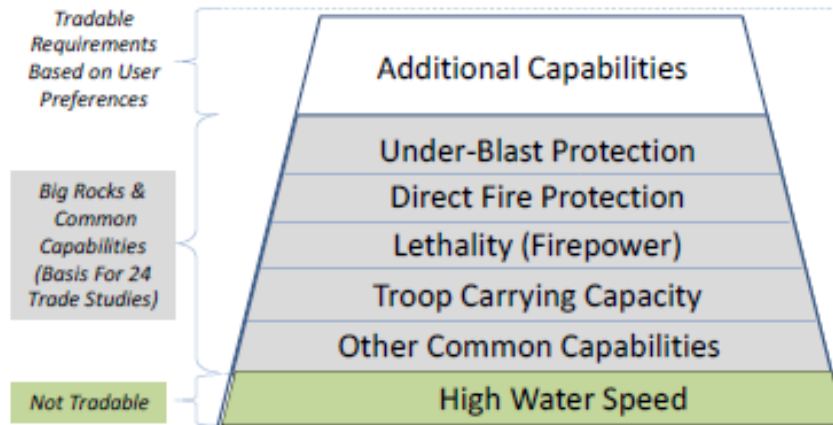 Tradable
Requirements
Based on User
Preferences
Additional Capabilities
Under-Blast Protection
Direct Fire Protection
Lethality (Firepower)
Troop Carrying Capacity
Other Common Capabilities
Big Rocks &
Common
Capabilities
(Basis For 24
Trade Studies)
Not Tradable
High Water Speed